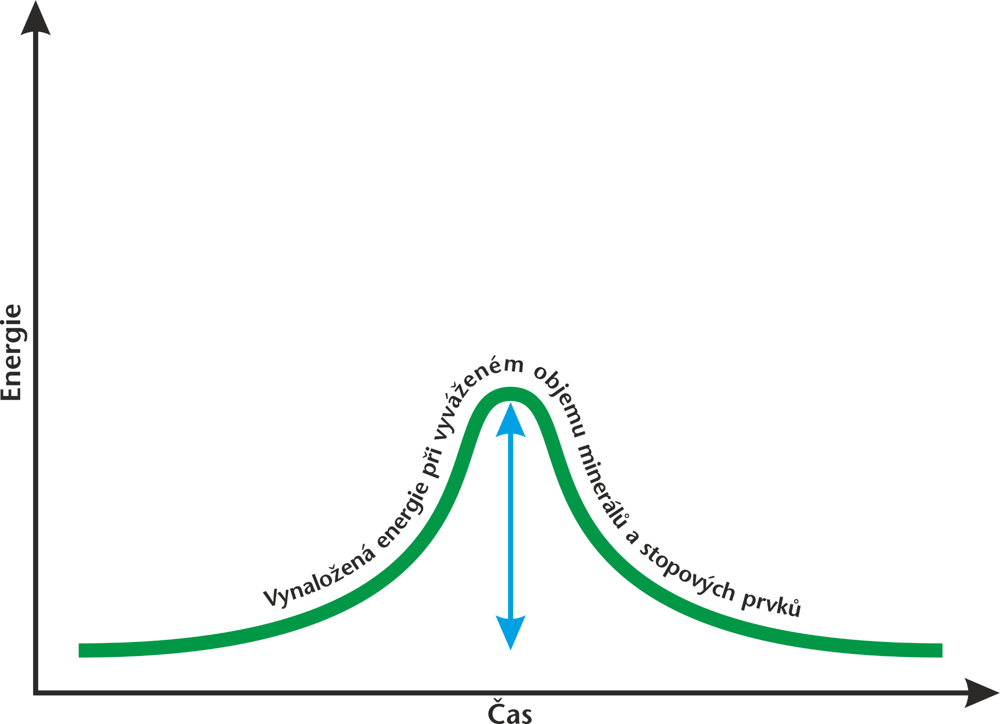 Energie
Vynaložená energie při vyváženém objemu minerálů a stopových prvků
Čas